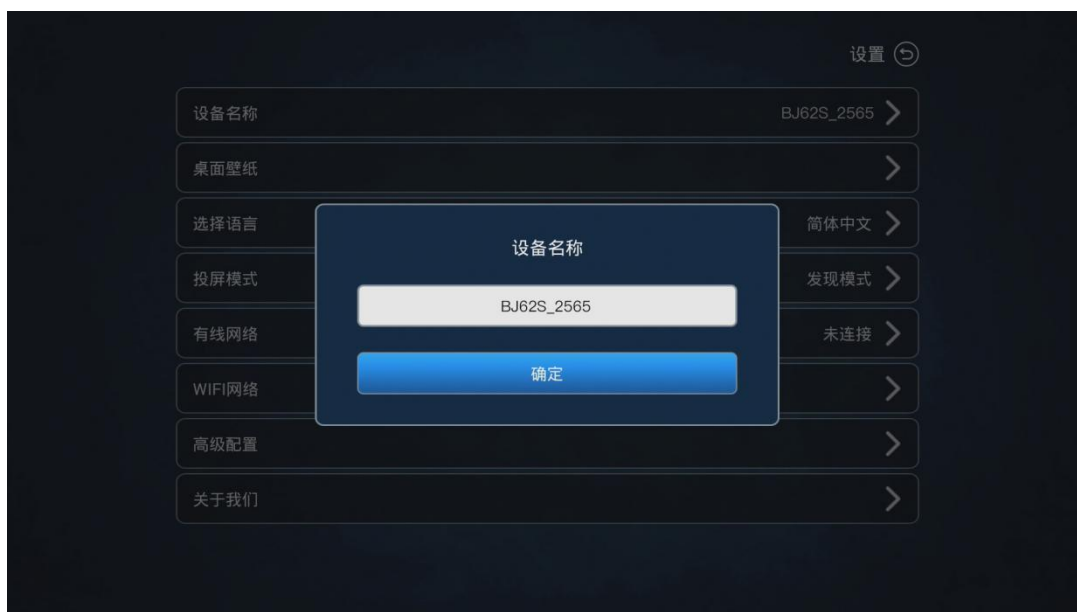 设置
设备名称 BJ62S_2565
桌面壁纸
选择语言 简体中文
投屏模式 发现模式
有线网络 未连接
WIFI网络
高级配置
关于我们
设备名称
BJ62S_2565
确定